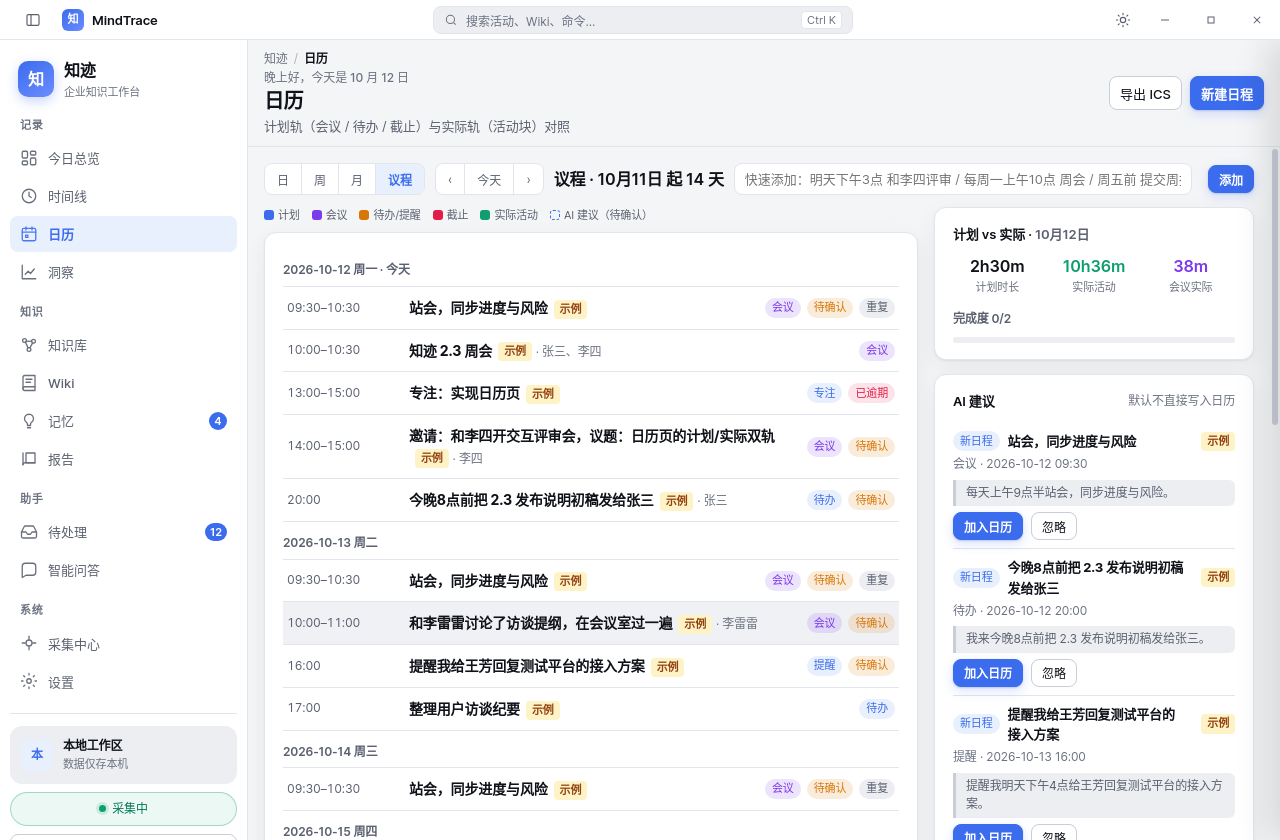 知 MindTrace
搜索活动、Wiki、命令... Ctrl K
知 知迹
企业知识工作台
记录
今日总览
时间线
日历
洞察
知识
知识库
Wiki
记忆 4
报告
助手
待处理 12
智能问答
系统
采集中心
设置
本 本地工作区
数据仅存本机
采集中
知迹 / 日历
晚上好，今天是 10 月 12 日
日历
计划轨（会议 / 待办 / 截止）与实际轨（活动块）对照
导出 ICS 新建日程
日 周 月 议程 ‹ 今天 › 议程 · 10月11日 起 14 天 快速添加：明天下午3点 和李四评审 / 每周一上午10点 周会 / 周五前 提交周 添加
计划 会议 待办/提醒 截止 实际活动 AI 建议（待确认）
2026-10-12 周一 · 今天
09:30–10:30 站会，同步进度与风险 示例 会议 待确认 重复
10:00–10:30 知迹 2.3 周会 示例 · 张三、李四 会议
13:00–15:00 专注：实现日历页 示例 专注 已逾期
14:00–15:00 邀请：和李四开交互评审会，议题：日历页的计划/实际双轨
示例 · 李四 会议 待确认
20:00 今晚8点前把 2.3 发布说明初稿发给张三 示例 · 张三 待办 待确认
2026-10-13 周二
09:30–10:30 站会，同步进度与风险 示例 会议 待确认 重复
10:00–11:00 和李雷雷讨论了访谈提纲，在会议室过一遍 示例 · 李雷雷 会议 待确认
16:00 提醒我给王芳回复测试平台的接入方案 示例 提醒 待确认
17:00 整理用户访谈纪要 示例 待办
2026-10-14 周三
09:30–10:30 站会，同步进度与风险 示例 会议 待确认 重复
2026-10-15 周四
计划 vs 实际 · 10月12日
2h30m 10h36m 38m
计划时长 实际活动 会议实际
完成度 0/2
AI 建议 默认不直接写入日历
新日程 站会，同步进度与风险 示例
会议 · 2026-10-12 09:30
每天上午9点半站会，同步进度与风险。
加入日历 忽略
新日程 今晚8点前把 2.3 发布说明初稿
发给张三 示例
待办 · 2026-10-12 20:00
我来今晚8点前把 2.3 发布说明初稿发给张三。
加入日历 忽略
新日程 提醒我给王芳回复测试平台的
接入方案 示例
提醒 · 2026-10-13 16:00
提醒我明天下午4点给王芳回复测试平台的接入方
案。
加入日历 忽略